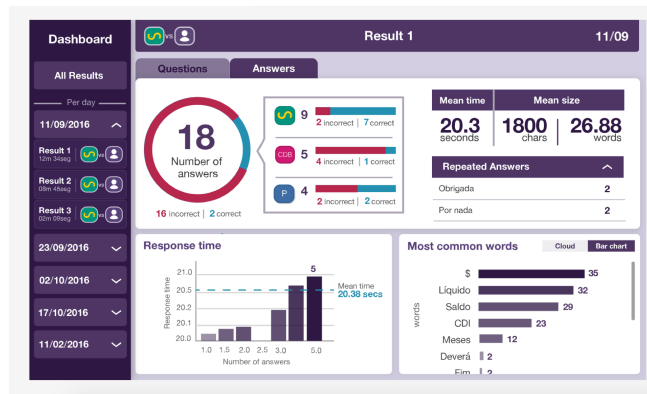 Dashboard
All Results
Per day
11/09/2016
Result 1
12m 34seg
vs
Result 2
08m 45seg
vs
Result 3
02m 09seg
vs
23/09/2016
02/10/2016
17/10/2016
11/02/2016
vs
Result 1
11/09
Questions
Answers
18
Number of
answers
16 incorrect | 2 correct
9
2 incorrect | 7 correct
CDB
5
4 incorrect | 1 correct
P
4
2 incorrect | 2 correct
Mean time
Mean size
20.3
seconds
1800
chars
26.88
words
Repeated Answers
Obrigada 2
Por nada 2
Response time
Response time
21.0
20.5
20.2
20.1
20.0
5
Mean time
20.38 secs
1.0 1.5 2.0 2.5 3.0 5.0
Number of answers
Most common words
Cloud
Bar chart
words
$ 35
Líquido 32
Saldo 29
CDI 23
Meses 12
Deverá 2
Fim 2